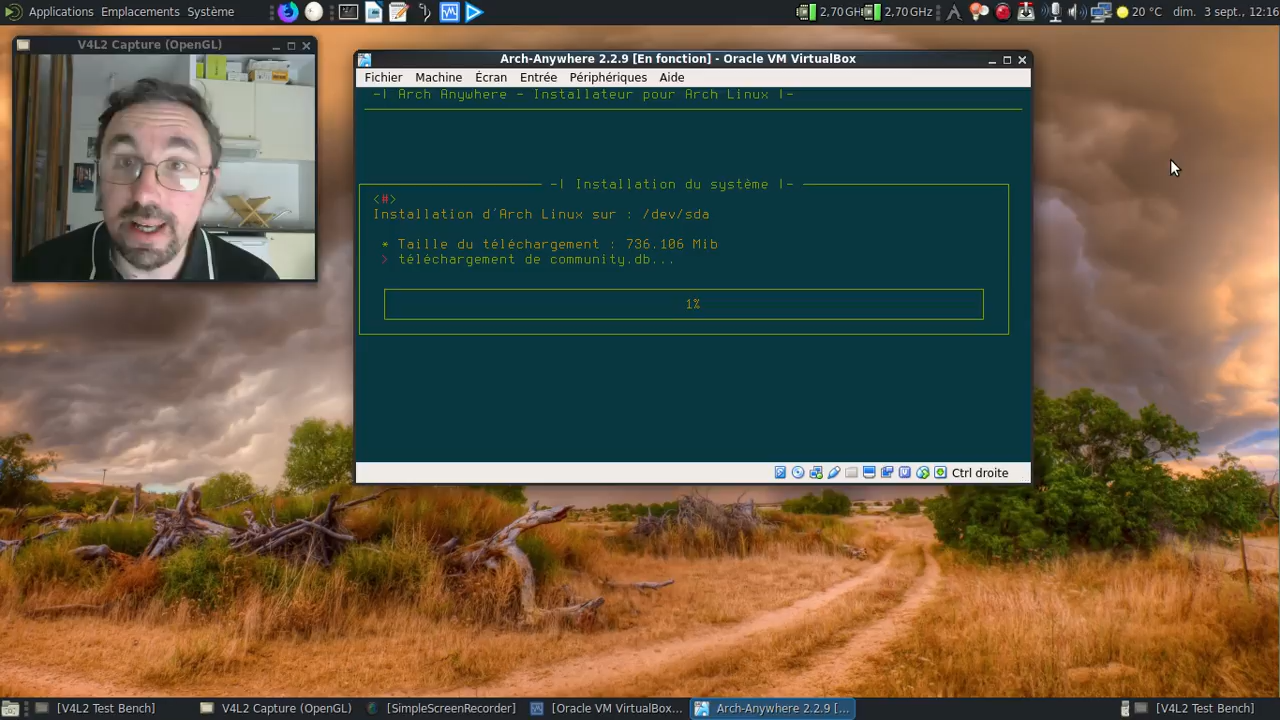 Applications Emplacements Système
2,70 GHz 2,70 GHz 20 °C dim. 3 sept., 12:16
V4L2 Capture (OpenGL)
Arch-Anywhere 2.2.9 [En fonction] - Oracle VM VirtualBox
Fichier Machine Écran Entrée Périphériques Aide
-| Arch Anywhere - Installateur pour Arch Linux |-
-| Installation du système |-
<#>
Installation d'Arch Linux sur : /dev/sda
* Taille du téléchargement : 736.106 Mib
> téléchargement de community.db...
1%
Ctrl droite
[V4L2 Test Bench] V4L2 Capture (OpenGL) [SimpleScreenRecorder] [Oracle VM VirtualBox... Arch-Anywhere 2.2.9 [... [V4L2 Test Bench]